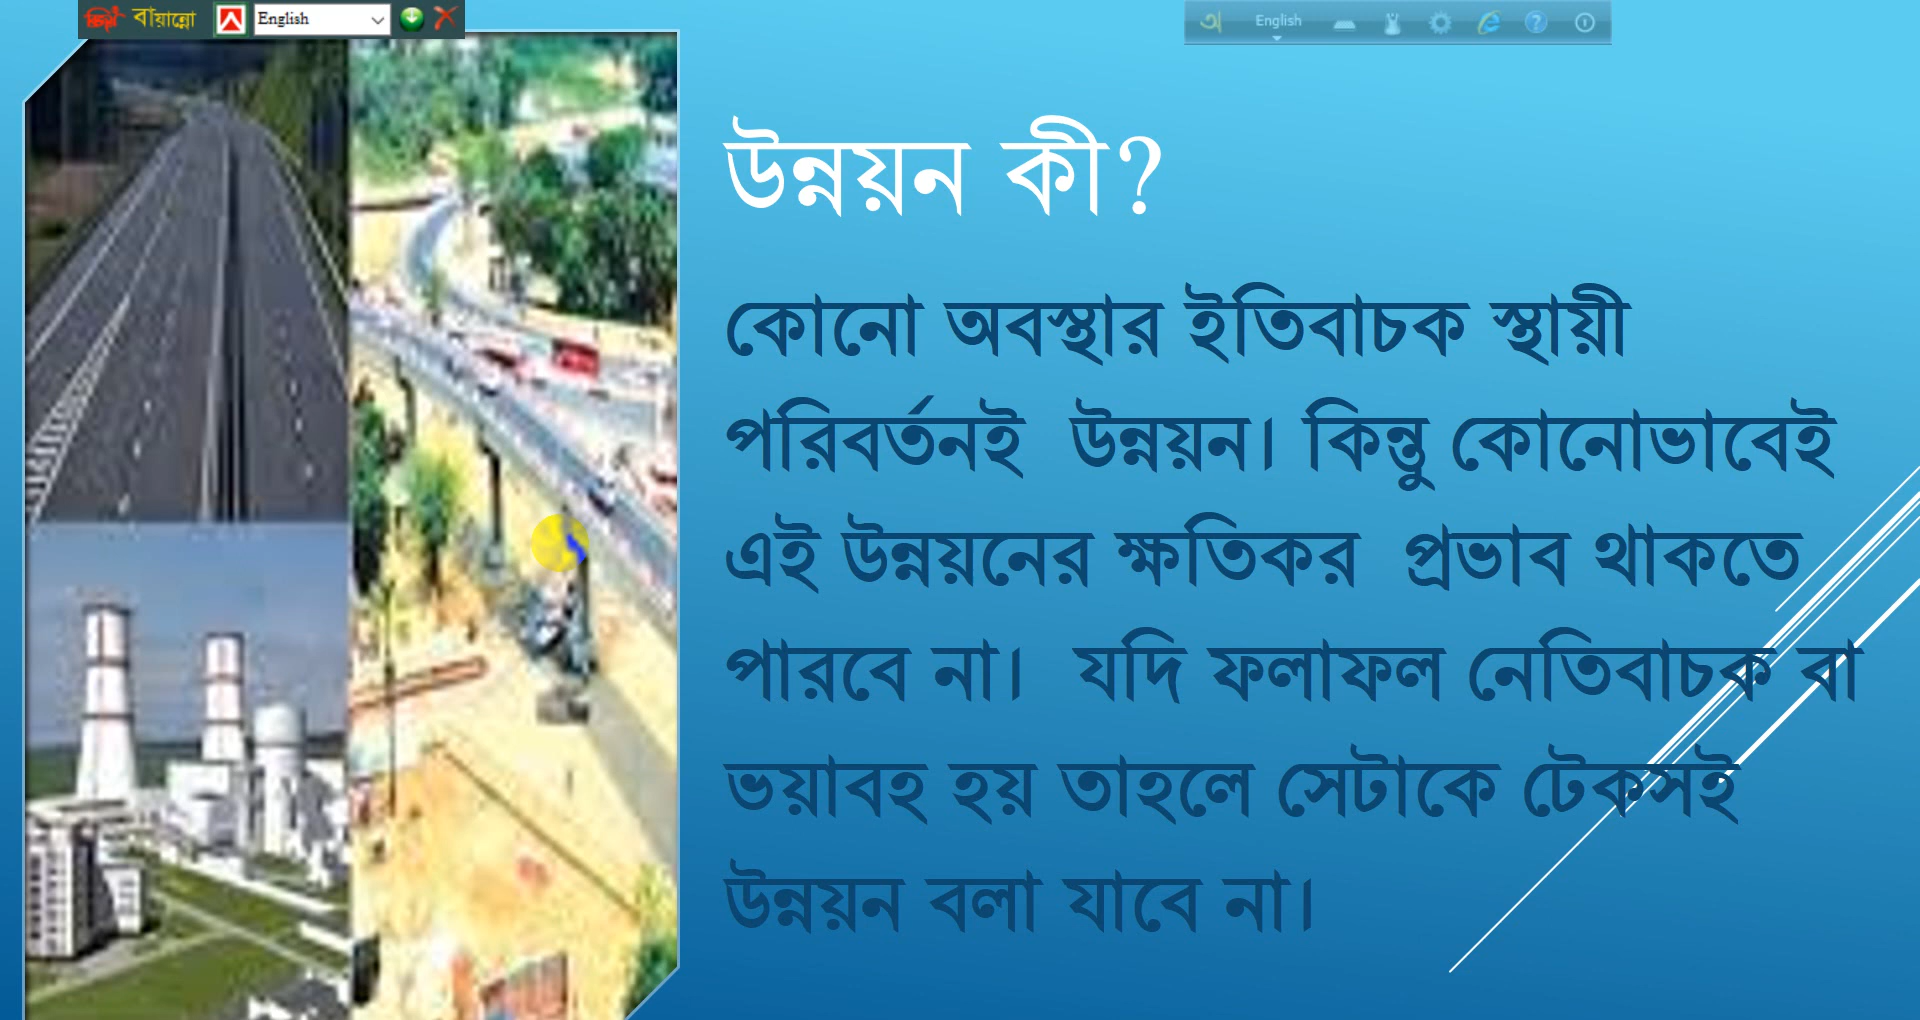 বায়ান্নো
English
অ English
উন্নয়ন কী?
কোনো অবস্থার ইতিবাচক স্থায়ী
পরিবর্তনই উন্নয়ন। কিন্তু কোনোভাবেই
এই উন্নয়নের ক্ষতিকর প্রভাব থাকতে
পারবে না। যদি ফলাফল নেতিবাচক বা
ভয়াবহ হয় তাহলে সেটাকে টেকসই
উন্নয়ন বলা যাবে না।